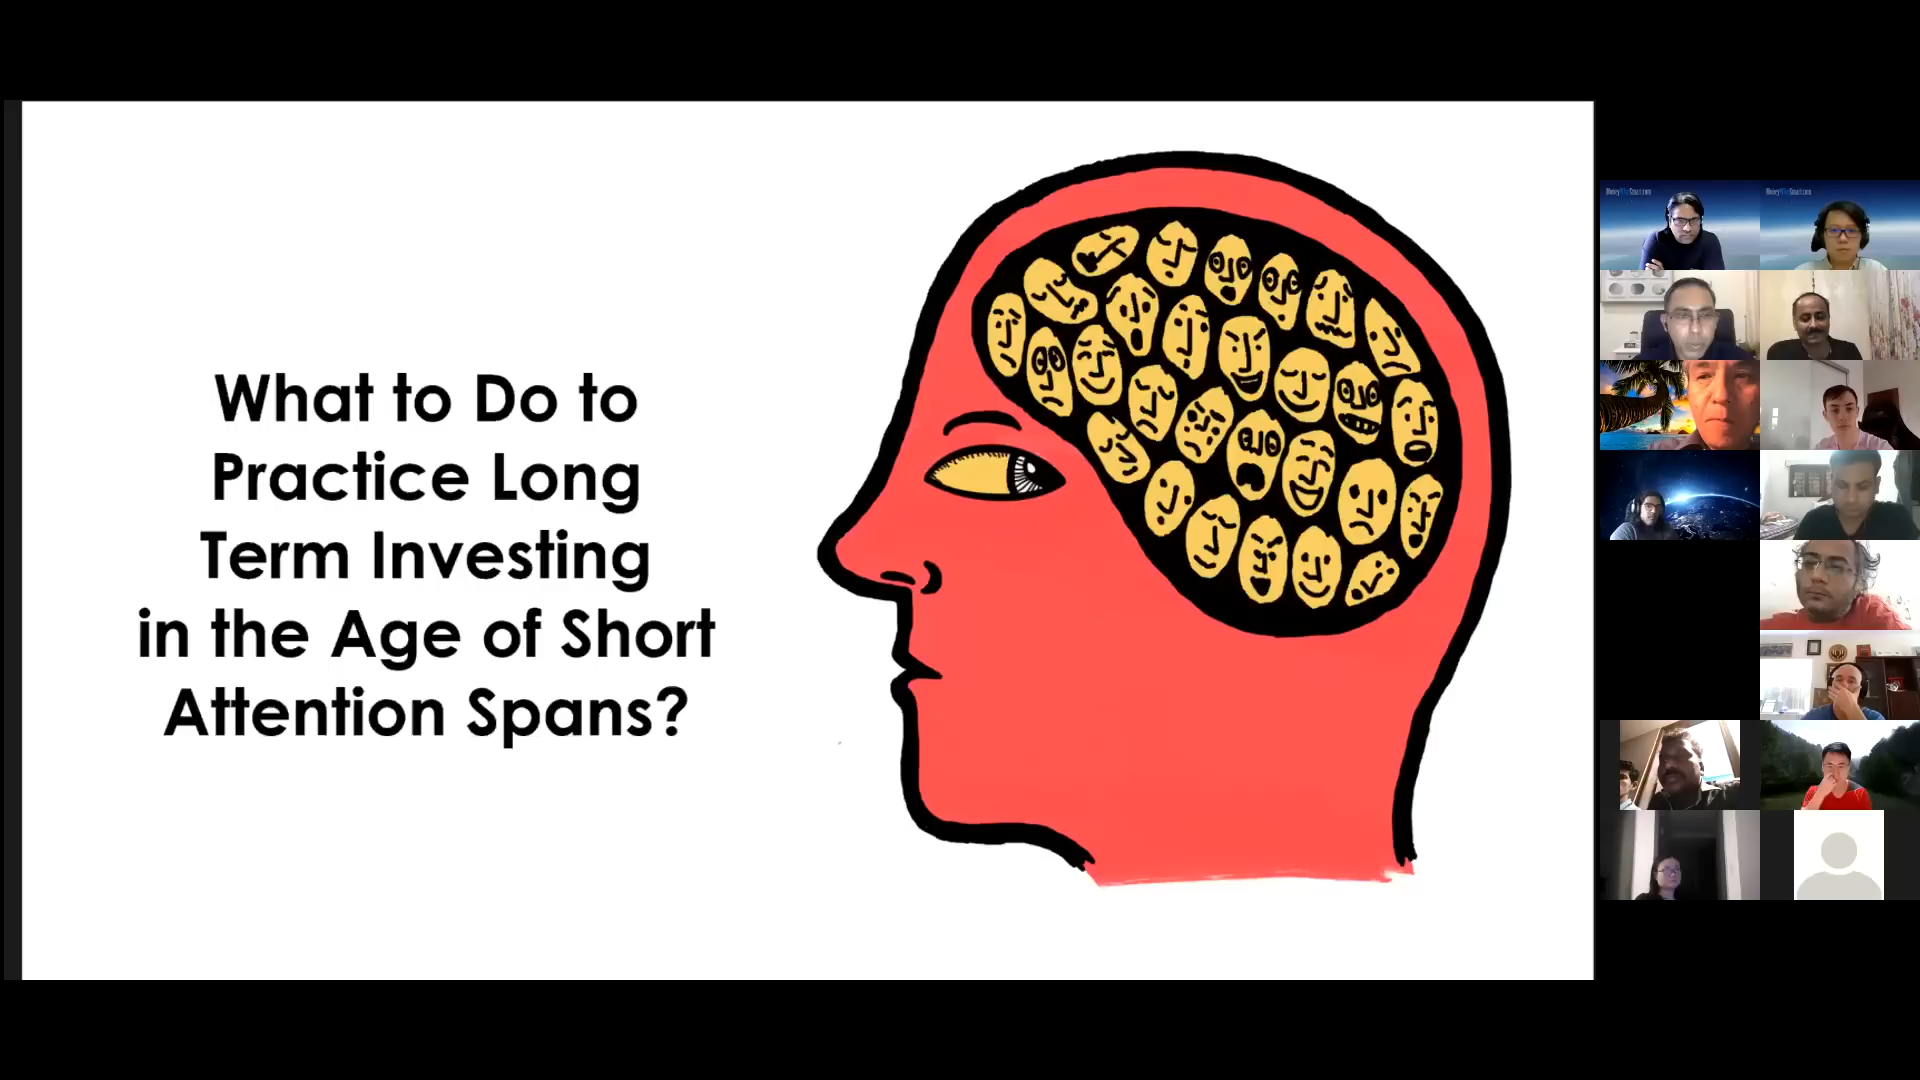 What to Do to
Practice Long
Term Investing
in the Age of Short
Attention Spans?